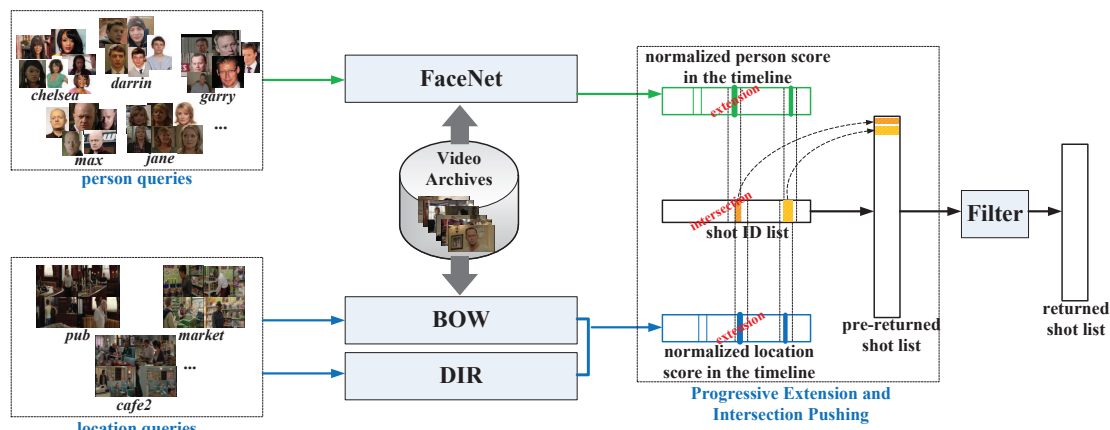 chelsea
darrin
garry
max
jane
...
person queries
FaceNet
Video
Archives
pub
market
cafe2
...
location queries
BOW
DIR
normalized person score
in the timeline
extension
intersection
shot ID list
extension
normalized location
score in the timeline
pre-returned
shot list
Progressive Extension and
Intersection Pushing
Filter
returned
shot list